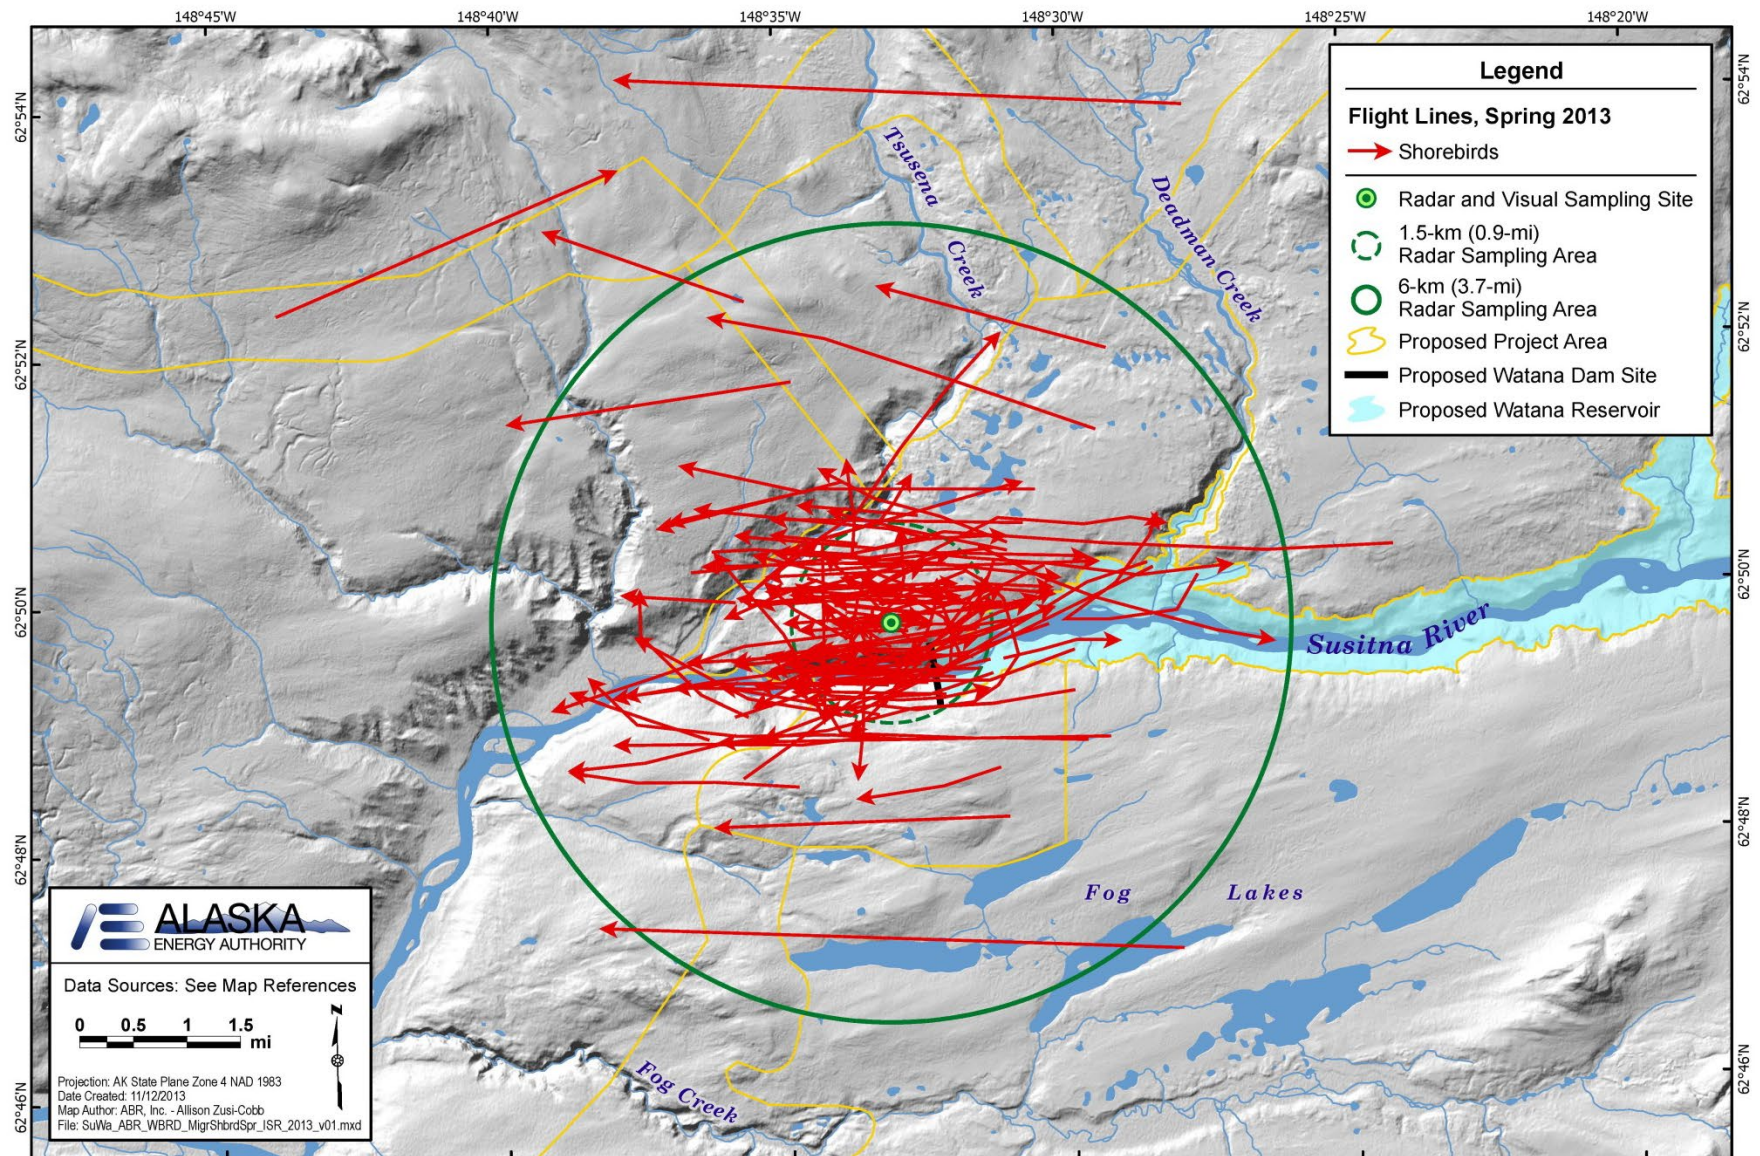 148°45'W 148°40'W 148°35'W 148°30'W 148°25'W 148°20'W
62°54'N
62°52'N
62°50'N
62°48'N
62°46'N
62°54'N
62°52'N
62°50'N
62°48'N
62°46'N
Tsusena
Creek
Deadman Creek
Susitna River
Fog Lakes
Fog Creek
Legend
Flight Lines, Spring 2013
Shorebirds
Radar and Visual Sampling Site
1.5-km (0.9-mi)
Radar Sampling Area
6-km (3.7-mi)
Radar Sampling Area
Proposed Project Area
Proposed Watana Dam Site
Proposed Watana Reservoir
ALASKA
ENERGY AUTHORITY
Data Sources: See Map References
0 0.5 1 1.5
mi
N
Projection: AK State Plane Zone 4 NAD 1983
Date Created: 11/12/2013
Map Author: ABR, Inc. - Allison Zusi-Cobb
File: SuWa_ABR_WBRD_MigrShbrdSpr_ISR_2013_v01.mxd